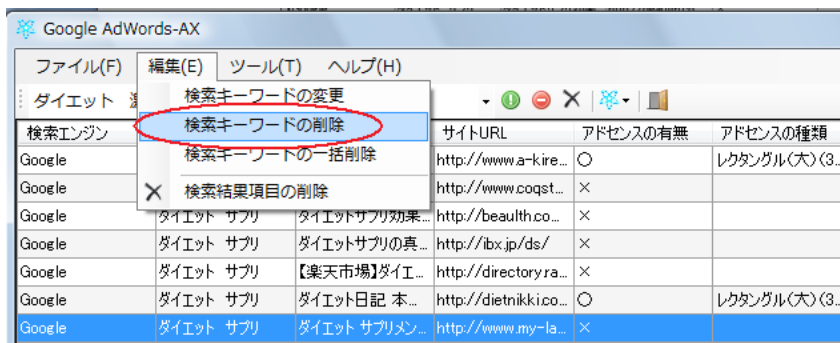 Google AdWords-AX
ファイル(F) 編集(E) ツール(T) ヘルプ(H)
ダイエット
検索キーワードの変更
検索キーワードの削除
検索キーワードの一括削除
検索結果項目の削除
検索エンジン サイトURL アドセンスの有無 アドセンスの種類
Google http://www.a-kire... ○ レクタングル(大)(3...
Google http://www.coqst... ×
Google ダイエット サプリ ダイエットサプリ効果... http://beaulth.co... ×
Google ダイエット サプリ ダイエットサプリの真... http://ibx.jp/ds/ ×
Google ダイエット サプリ 【楽天市場】ダイエ... http://directory.ra... ×
Google ダイエット サプリ ダイエット日記 本... http://dietnikki.co... ○ レクタングル(大)(3...
Google ダイエット サプリ ダイエット サプリメン... http://www.my-la... ×